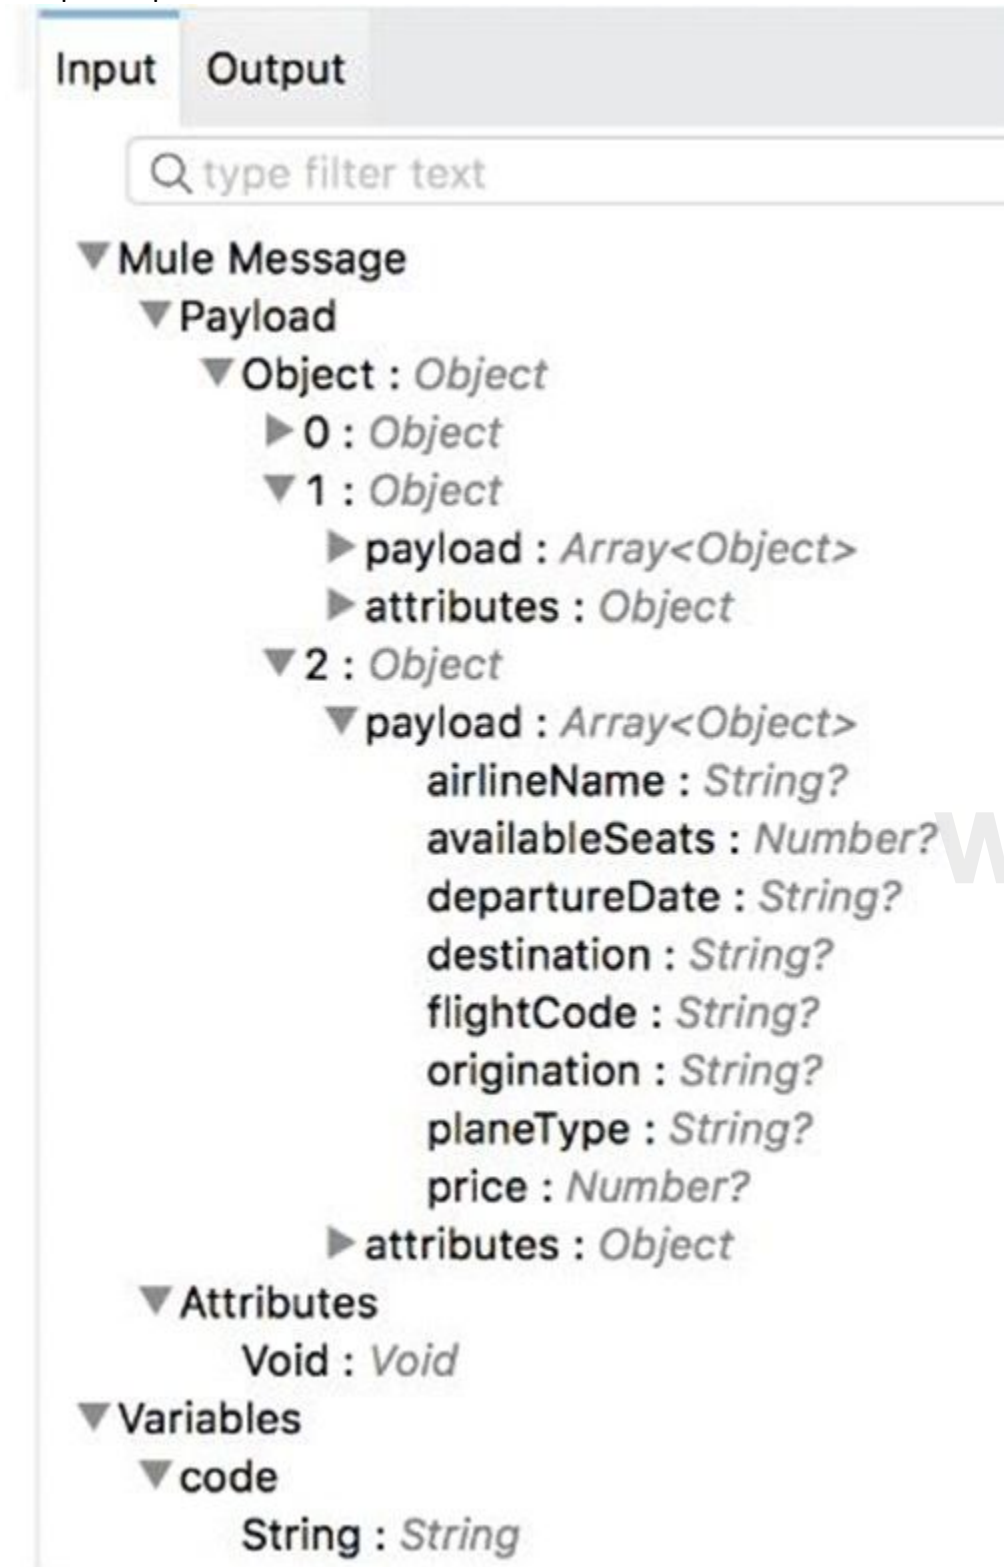 Input Output
type filter text
Mule Message
Payload
Object : Object
0 : Object
1 : Object
payload : Array<Object>
attributes : Object
2 : Object
payload : Array<Object>
airlineName : String?
availableSeats : Number?
departureDate : String?
destination : String?
flightCode : String?
origination : String?
planeType : String?
price : Number?
attributes : Object
Attributes
Void : Void
Variables
code
String : String